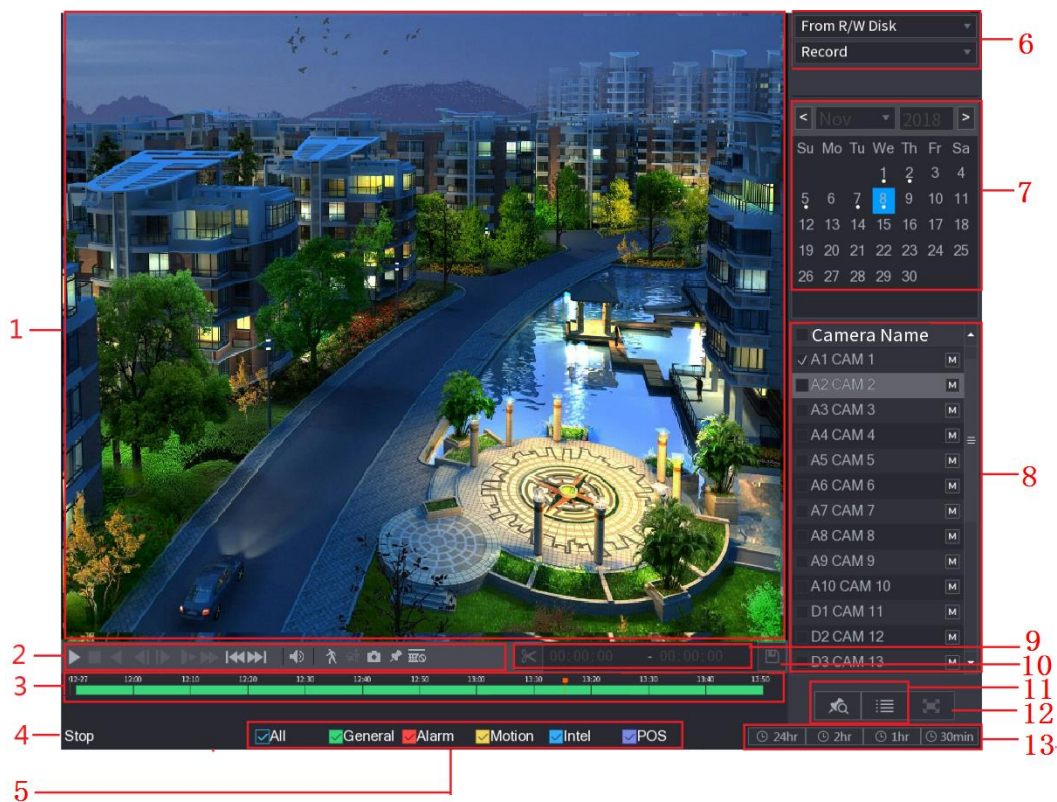 From R/W Disk
Record
6
< Nov 2018 >
Su Mo Tu We Th Fr Sa
1 2 3 4
5 6 7 8 9 10 11
12 13 14 15 16 17 18
19 20 21 22 23 24 25
26 27 28 29 30
7
1
Camera Name
A1 CAM 1 M
A2 CAM 2 M
A3 CAM 3 M
A4 CAM 4 M
A5 CAM 5 M
A6 CAM 6 M
A7 CAM 7 M
A8 CAM 8 M
A9 CAM 9 M
A10 CAM 10 M
D1 CAM 11 M
D2 CAM 12 M
D3 CAM 13 M
8
2
00:00:00 - 00:00:00
9
10
3
12:00 12:10 12:20 12:30 12:40 12:50 13:00 13:10 13:20 13:30 13:40 13:50
11
12
4
Stop
All General Alarm Motion Intel POS
5
24hr 2hr 1hr 30min
13